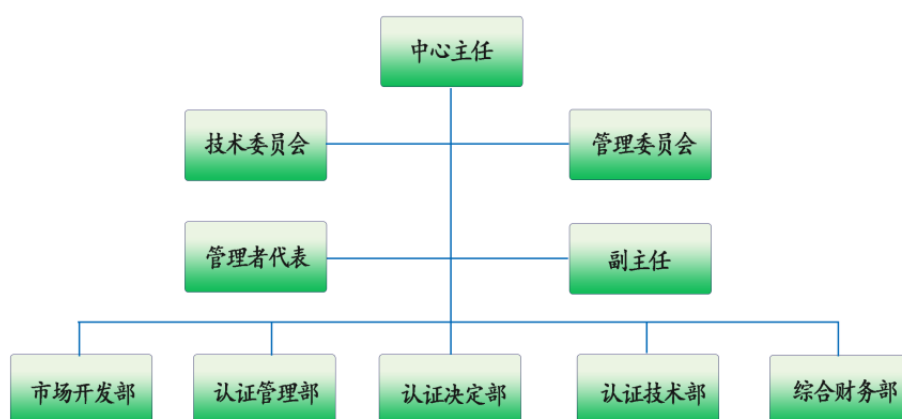 中心主任
技术委员会
管理委员会
管理者代表
副主任
市场开发部
认证管理部
认证决定部
认证技术部
综合财务部